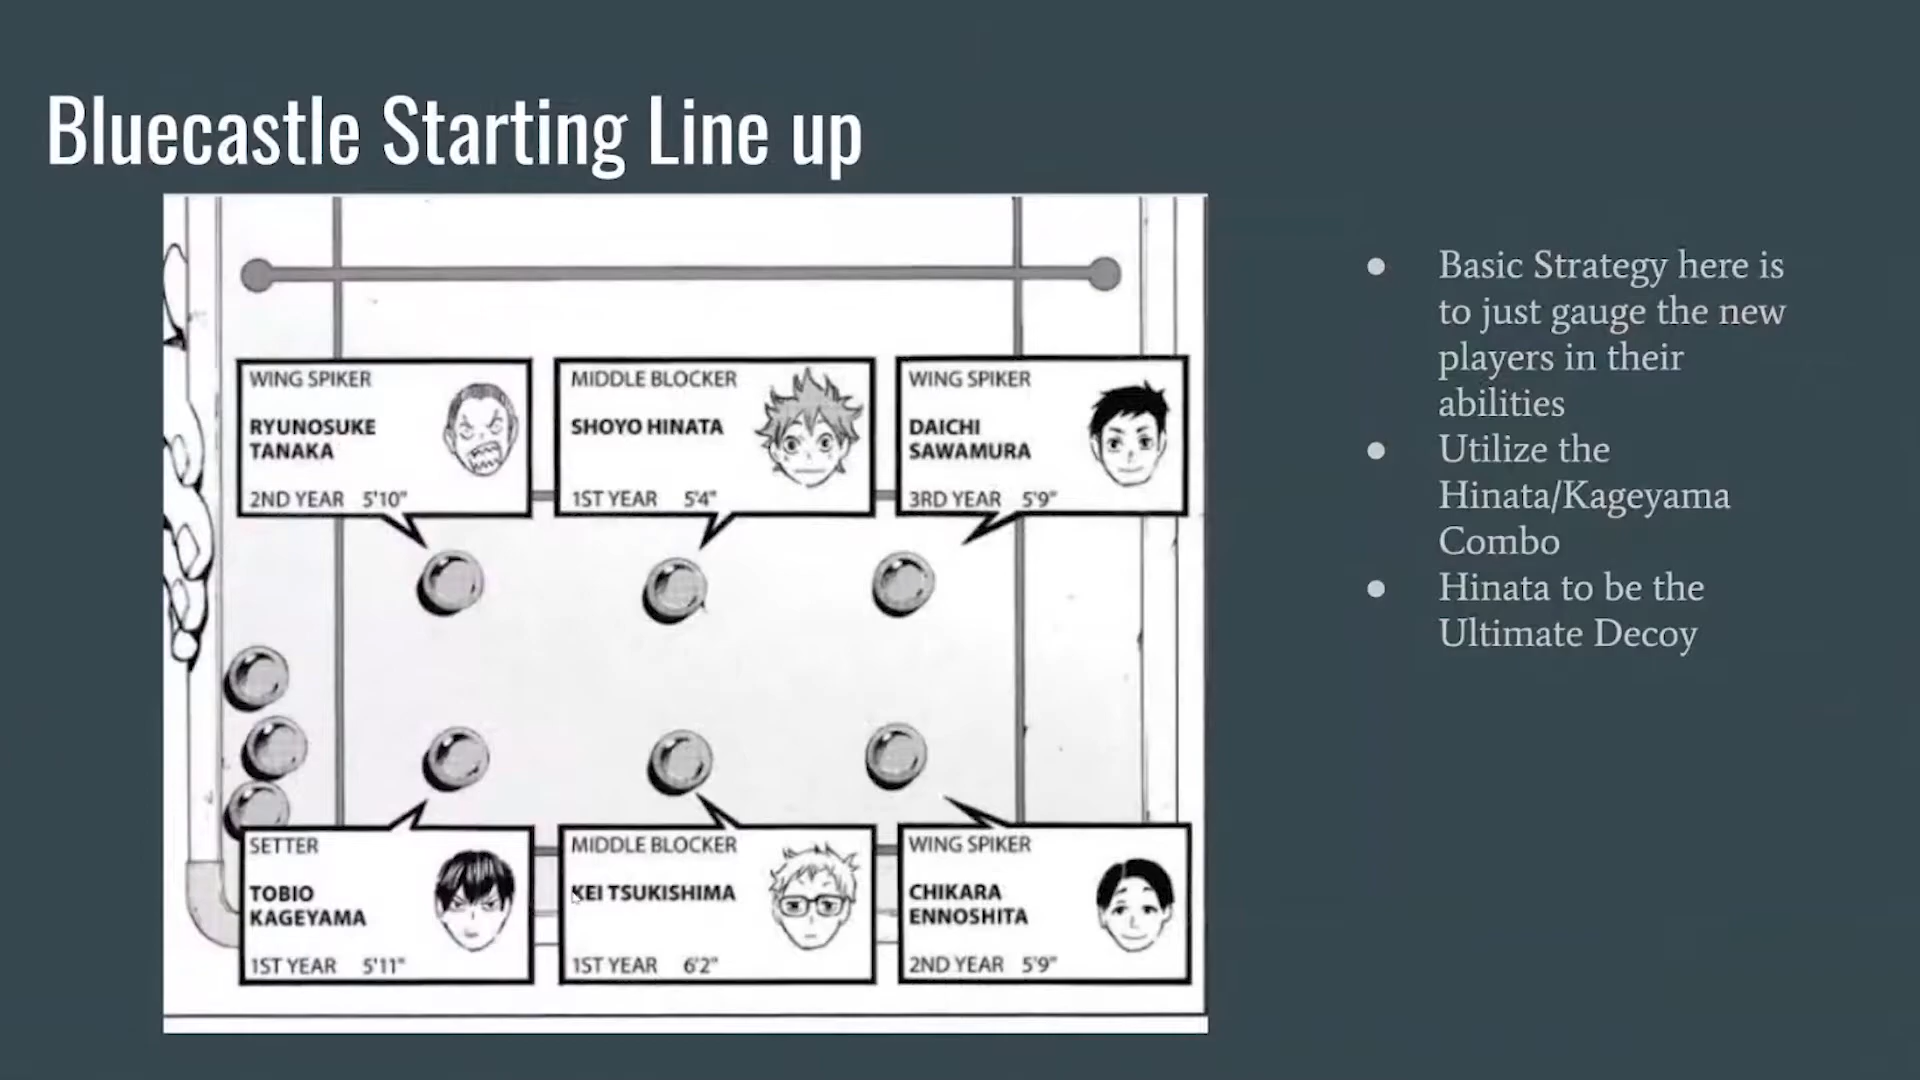 Bluecastle Starting Line up
WING SPIKER
RYUNOSUKE
TANAKA
2ND YEAR 5'10"
MIDDLE BLOCKER
SHOYO HINATA
1ST YEAR 5'4"
WING SPIKER
DAICHI
SAWAMURA
3RD YEAR 5'9"
SETTER
TOBIO
KAGEYAMA
1ST YEAR 5'11"
MIDDLE BLOCKER
KEI TSUKISHIMA
1ST YEAR 6'2"
WING SPIKER
CHIKARA
ENNOSHITA
2ND YEAR 5'9"
● Basic Strategy here is
to just gauge the new
players in their
abilities
● Utilize the
Hinata/Kageyama
Combo
● Hinata to be the
Ultimate Decoy